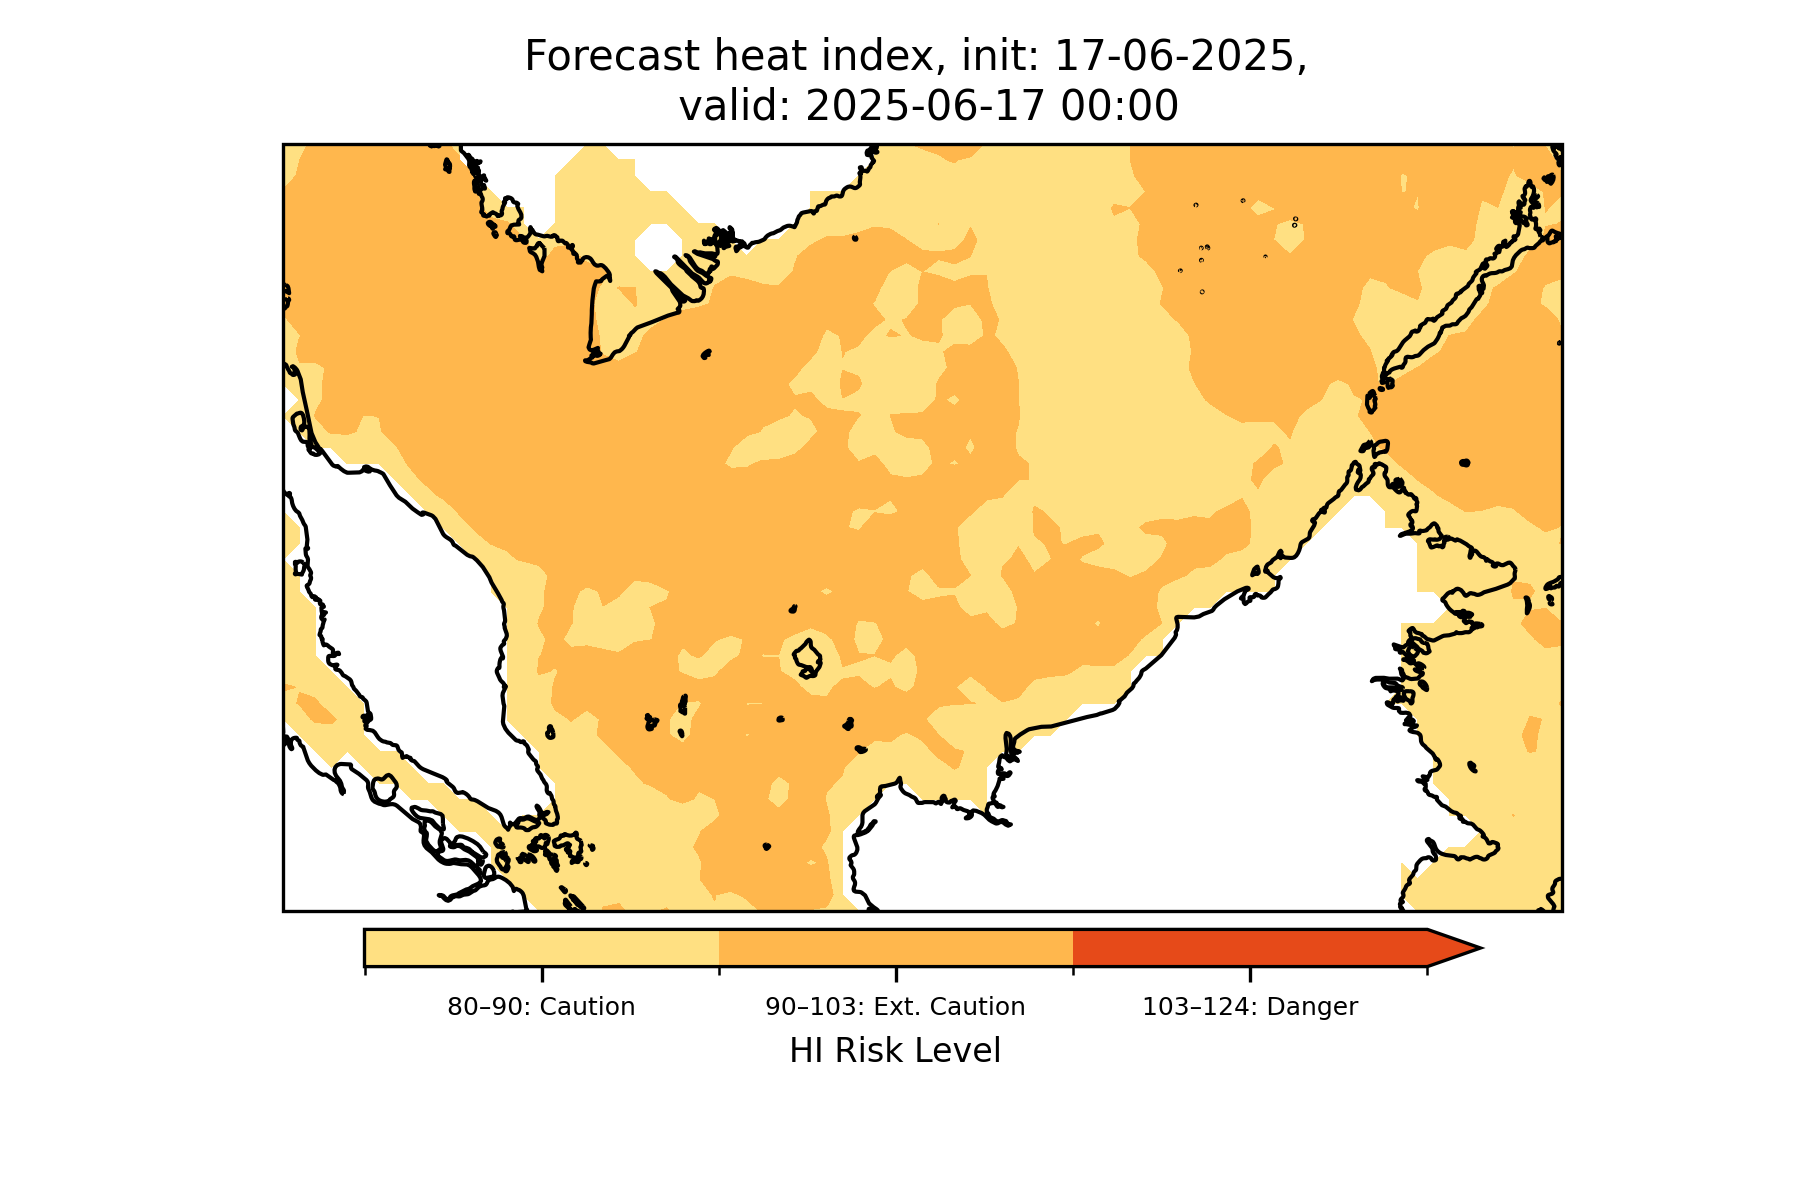 Forecast heat index, init: 17-06-2025,
valid: 2025-06-17 00:00
80–90: Caution
90–103: Ext. Caution
103–124: Danger
HI Risk Level